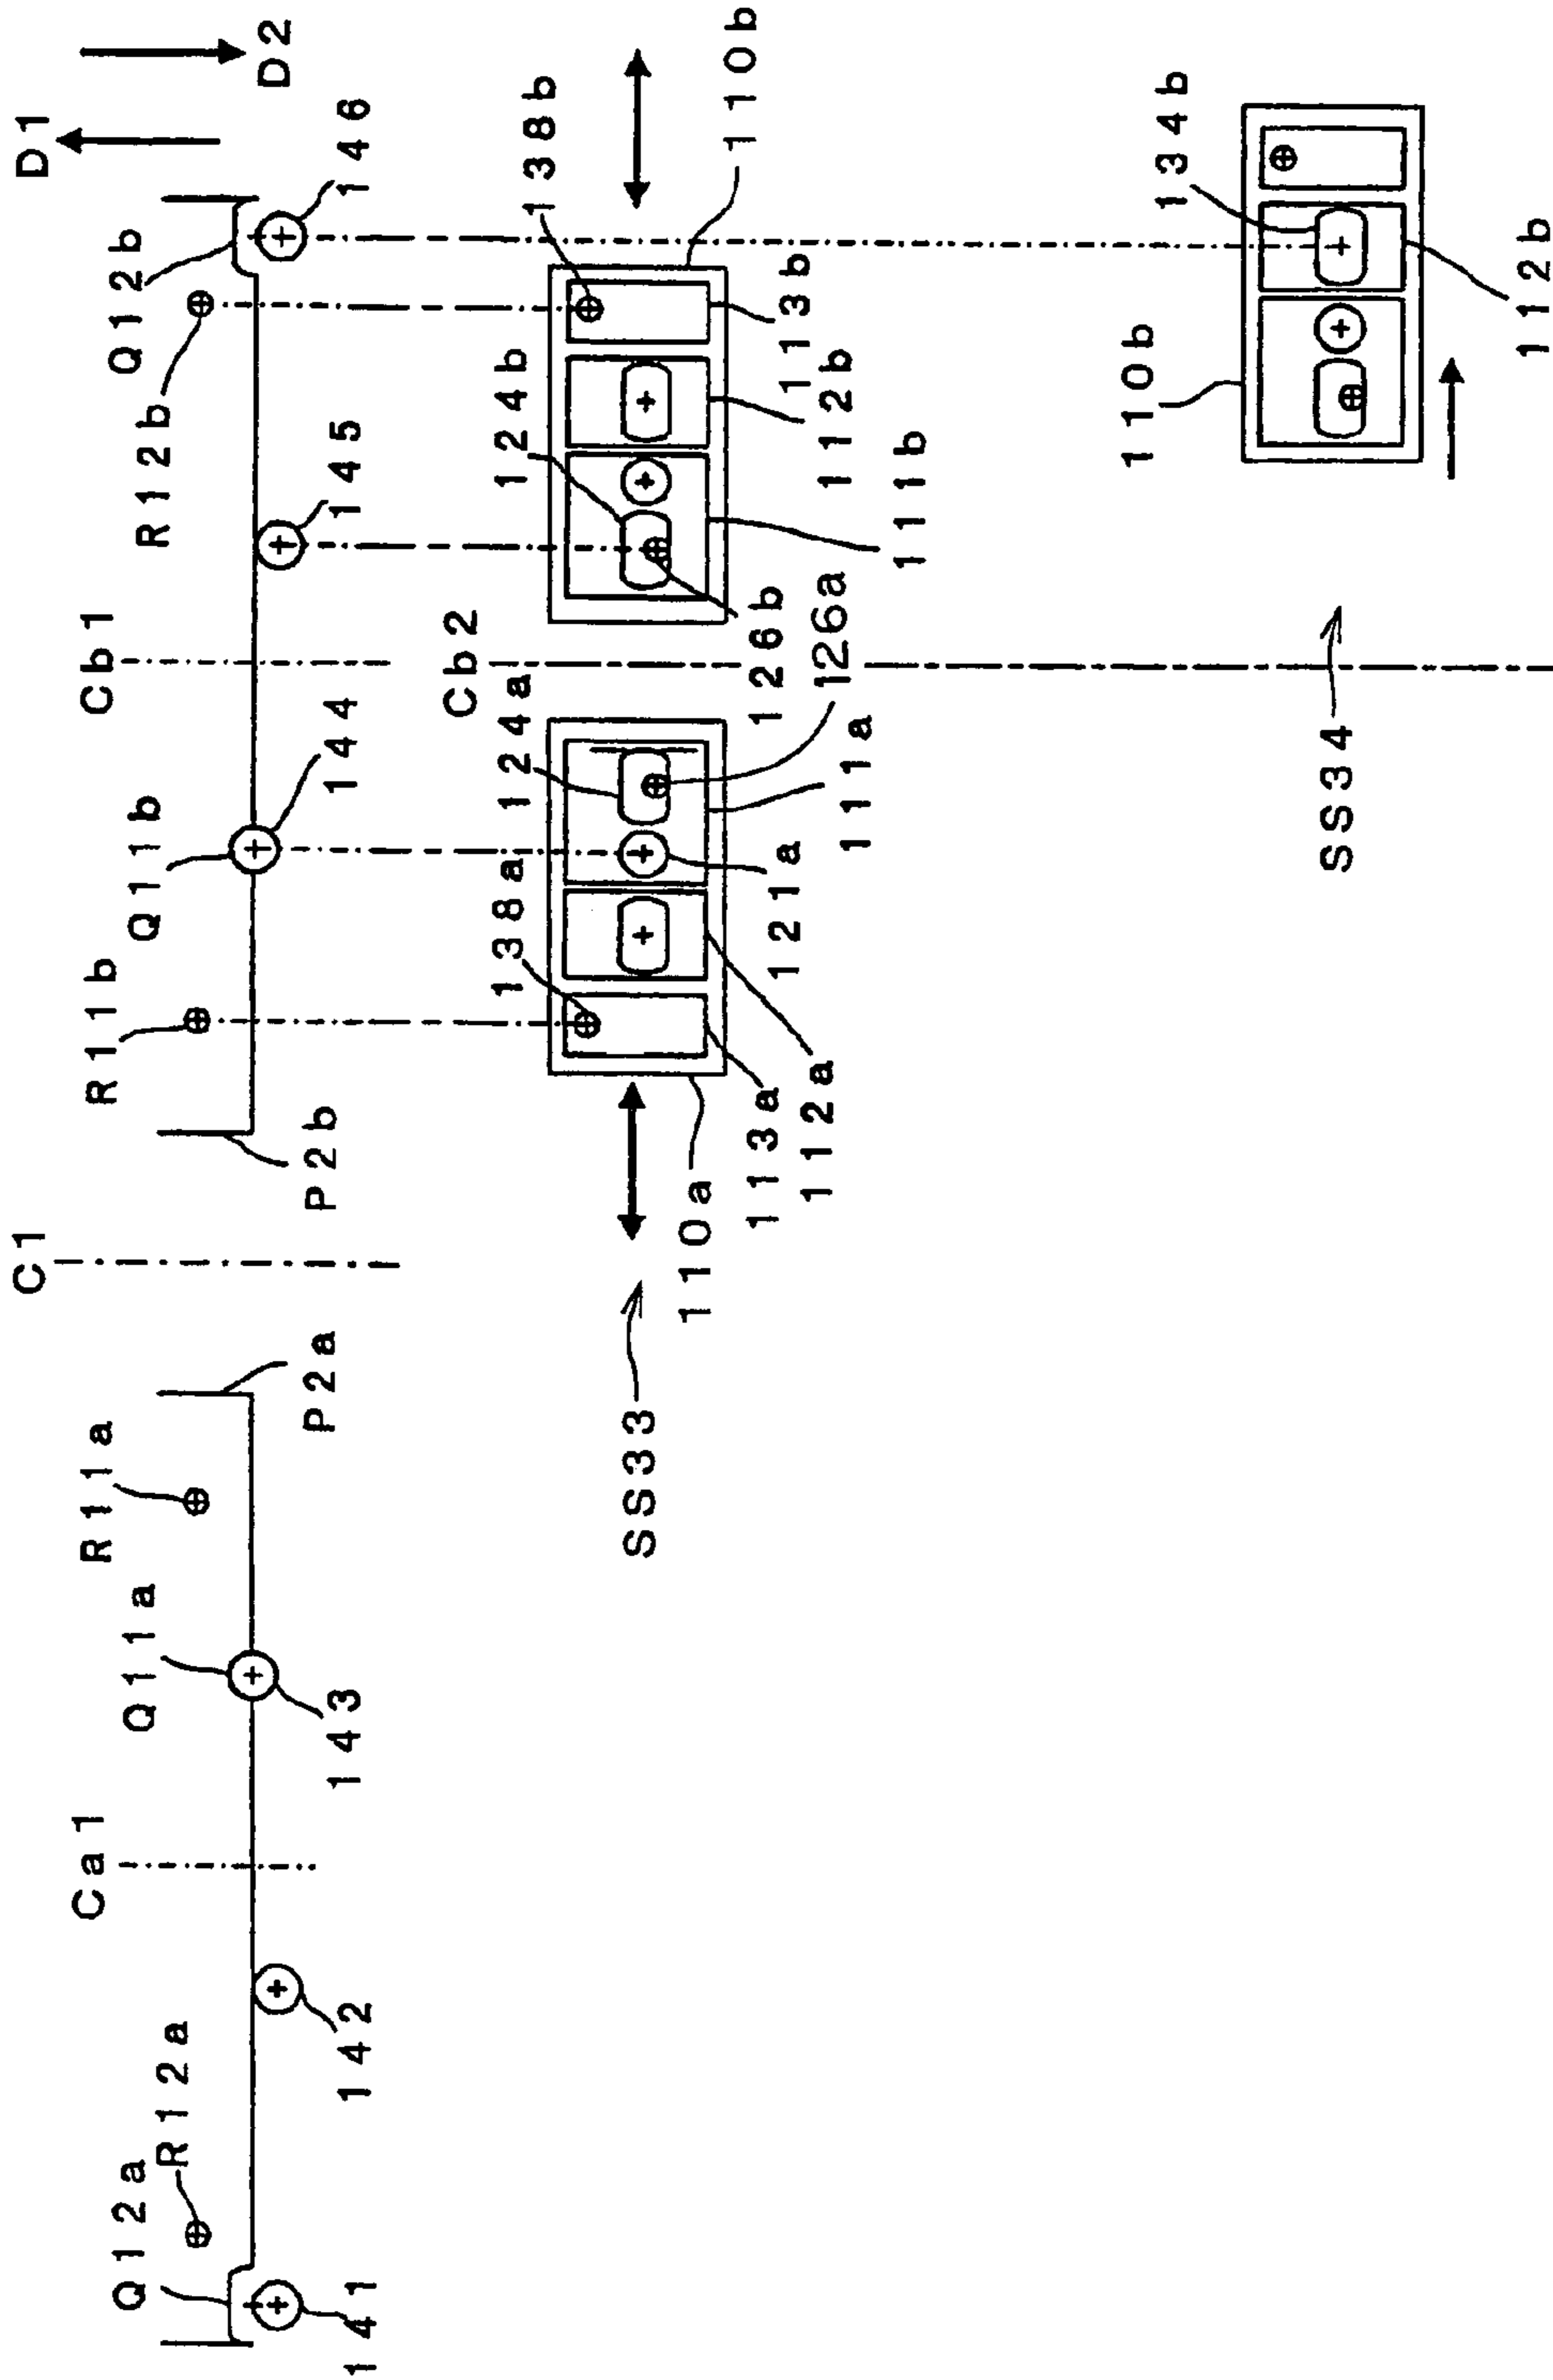 D1
D2
C1
Ca1
Cb1
Q12a
R12a
Q11a
R11a
R11b
Q11b
R12b
Q12b
141
142
143
P2a
P2b
144
145
146
Cb2
SS33
138a
124a
124b
138b
110a
113a
112a
121a
111a
126a
126b
111b
112b
113b
110b
SS34
110b
134b
112b